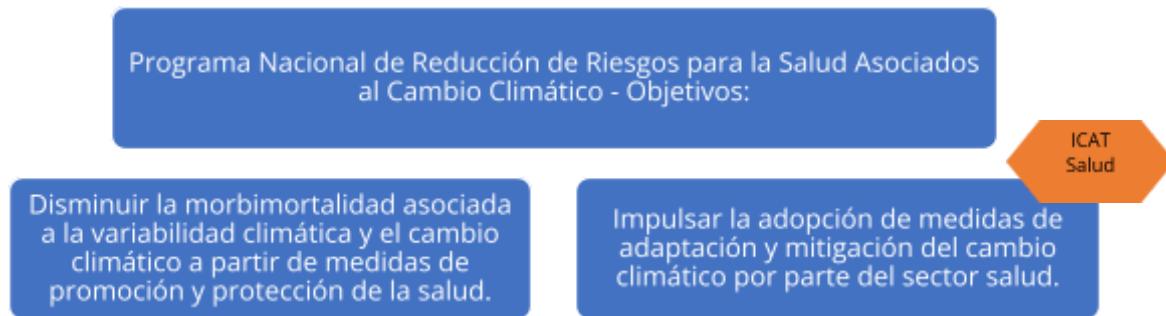 Programa Nacional de Reducción de Riesgos para la Salud Asociados
al Cambio Climático - Objetivos:
ICAT
Salud
Disminuir la morbimortalidad asociada
a la variabilidad climática y el cambio
climático a partir de medidas de
promoción y protección de la salud.
Impulsar la adopción de medidas de
adaptación y mitigación del cambio
climático por parte del sector salud.